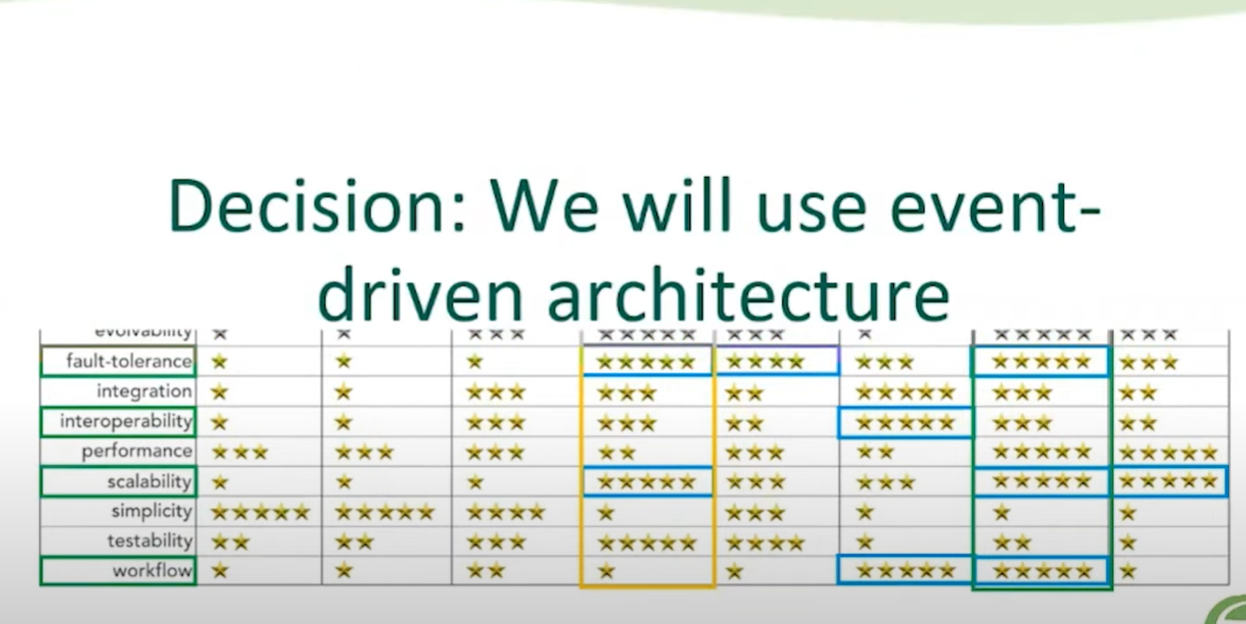 Decision: We will use event-
driven architecture
evolvability ★ ★ ★★★ ★★★★★ ★★★ ★ ★★★★★ ★★★
fault-tolerance ★ ★ ★ ★★★★★ ★★★★ ★★★ ★★★★★ ★★★
integration ★ ★ ★★★ ★★★ ★★ ★★★★★ ★★★ ★★
interoperability ★ ★ ★★★ ★★★ ★★ ★★★★★ ★★★ ★★
performance ★★★ ★★★ ★★★ ★★ ★★★ ★★ ★★★★★ ★★★★★
scalability ★ ★ ★ ★★★★★ ★★★ ★★★ ★★★★★ ★★★★★
simplicity ★★★★★ ★★★★★ ★★★★ ★ ★★★ ★ ★ ★
testability ★★ ★★ ★★★ ★★★★★ ★★★★ ★ ★★ ★
workflow ★ ★ ★★ ★ ★ ★★★★★ ★★★★★ ★